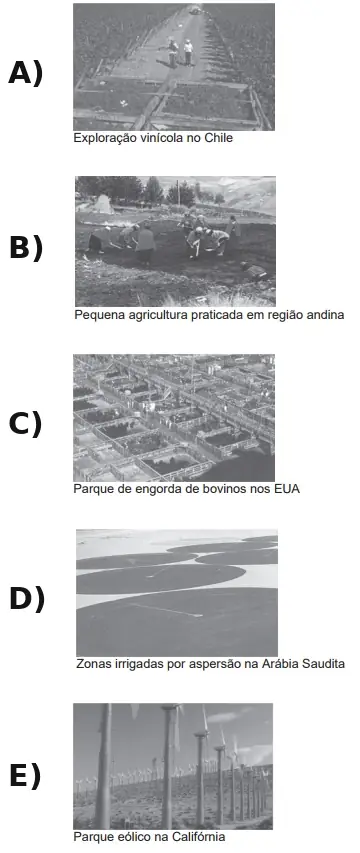 A)
Exploração vinícola no Chile
B)
Pequena agricultura praticada em região andina
C)
Parque de engorda de bovinos nos EUA
D)
Zonas irrigadas por aspersão na Arábia Saudita
E)
Parque eólico na Califórnia